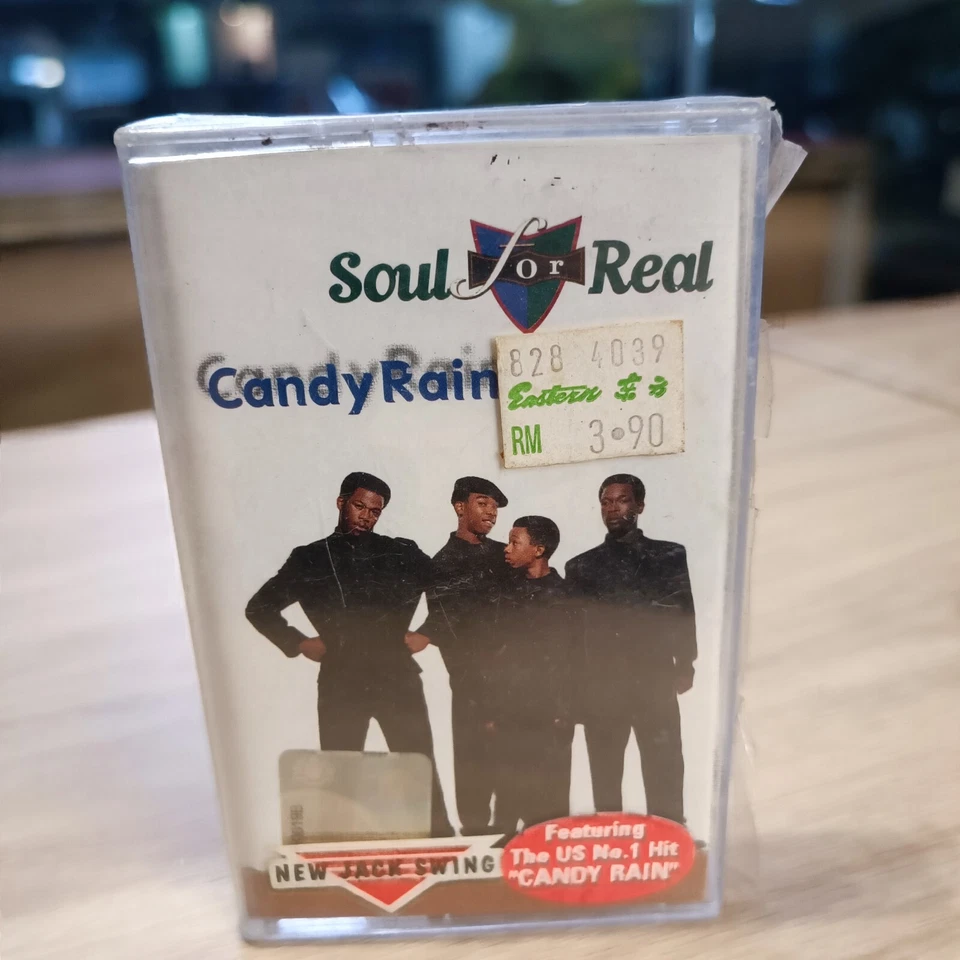 Soul for Real
Candy Rain
828 4039
Eastern
RM 3.90
NEW JACK SWING
Featuring
The US No.1 Hit
"CANDY RAIN"